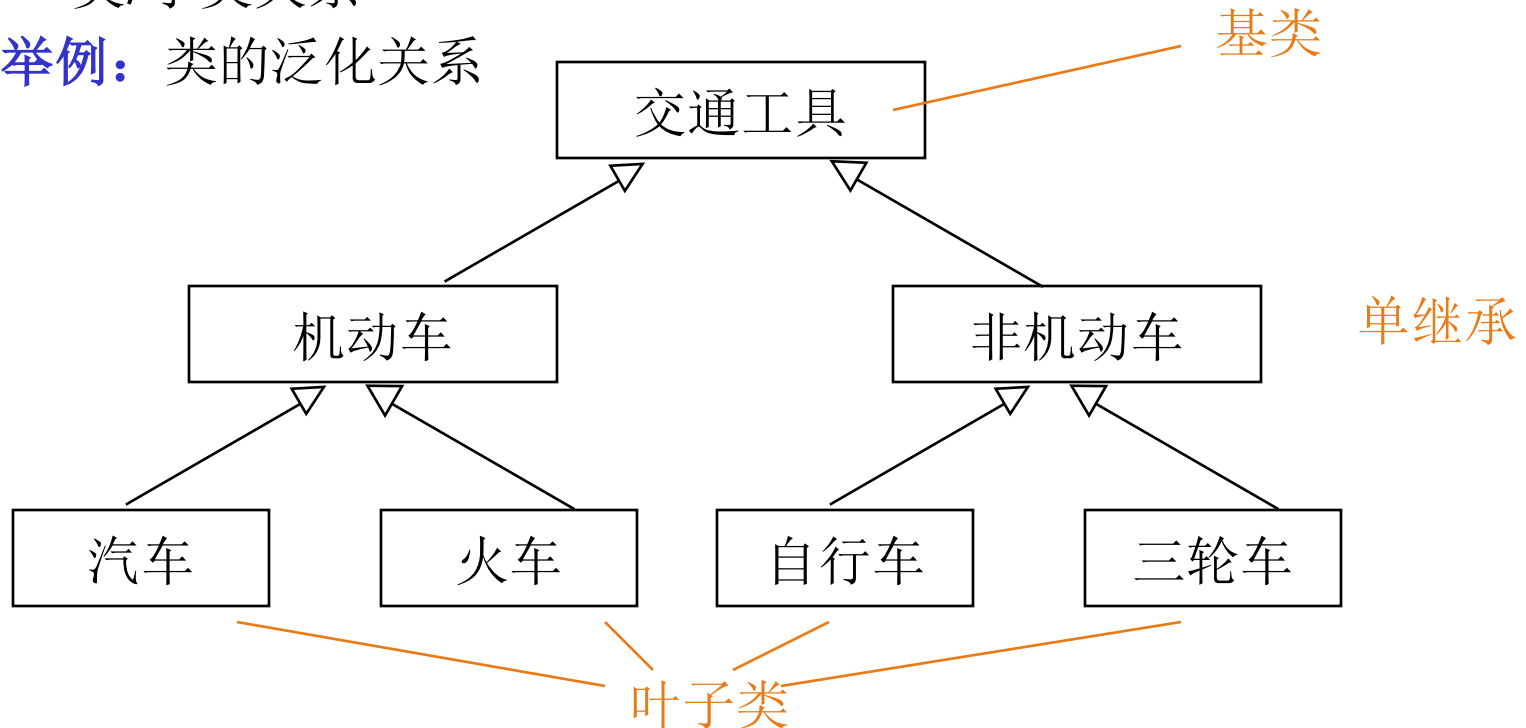 举例：类的泛化关系
基类
交通工具
机动车
非机动车
单继承
汽车
火车
自行车
三轮车
叶子类